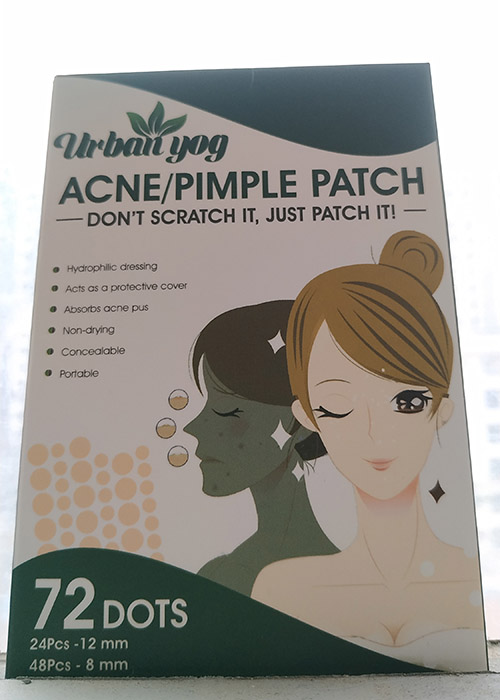 Urban yog
ACNE/PIMPLE PATCH
DON'T SCRATCH IT, JUST PATCH IT!
Hydrophilic dressing
Acts as a protective cover
Absorbs acne pus
Non-drying
Concealable
Portable
72 DOTS
24Pcs -12 mm
48Pcs - 8 mm